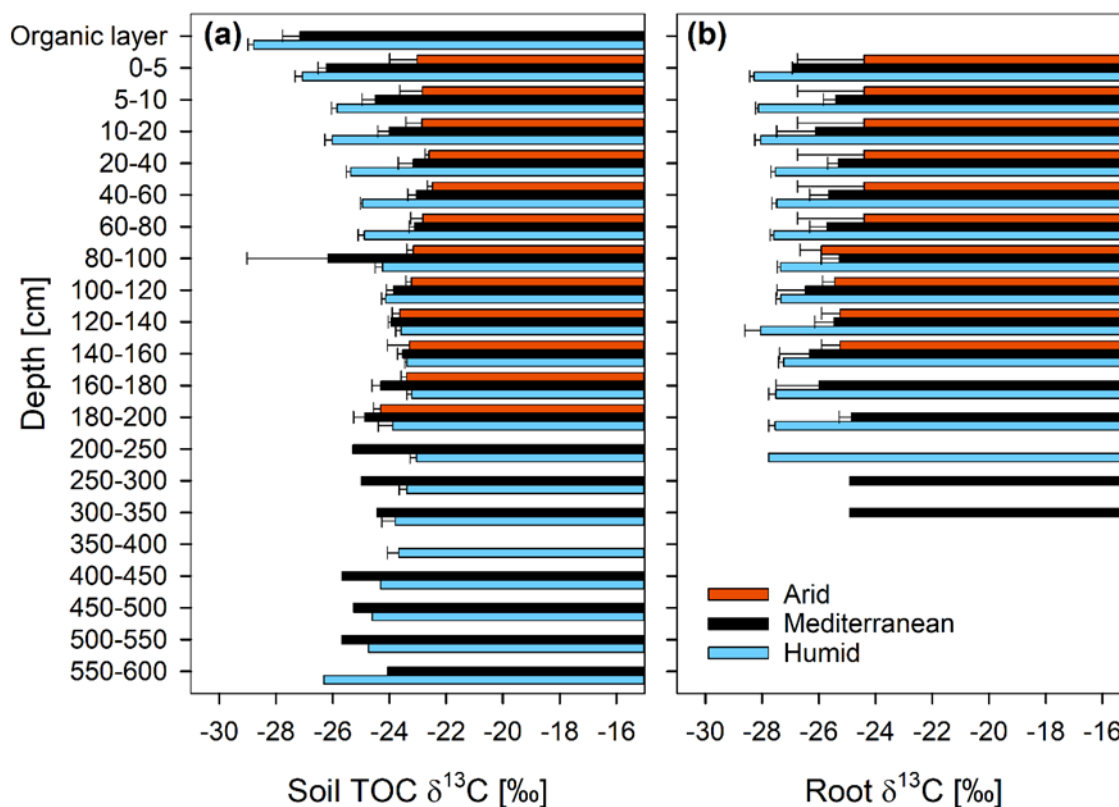 (a)
(b)
Depth [cm]
Organic layer
0-5
5-10
10-20
20-40
40-60
60-80
80-100
100-120
120-140
140-160
160-180
180-200
200-250
250-300
300-350
350-400
400-450
450-500
500-550
550-600
Arid
Mediterranean
Humid
-30 -28 -26 -24 -22 -20 -18 -16
-30 -28 -26 -24 -22 -20 -18 -16
Soil TOC δ¹³C [‰]
Root δ¹³C [‰]